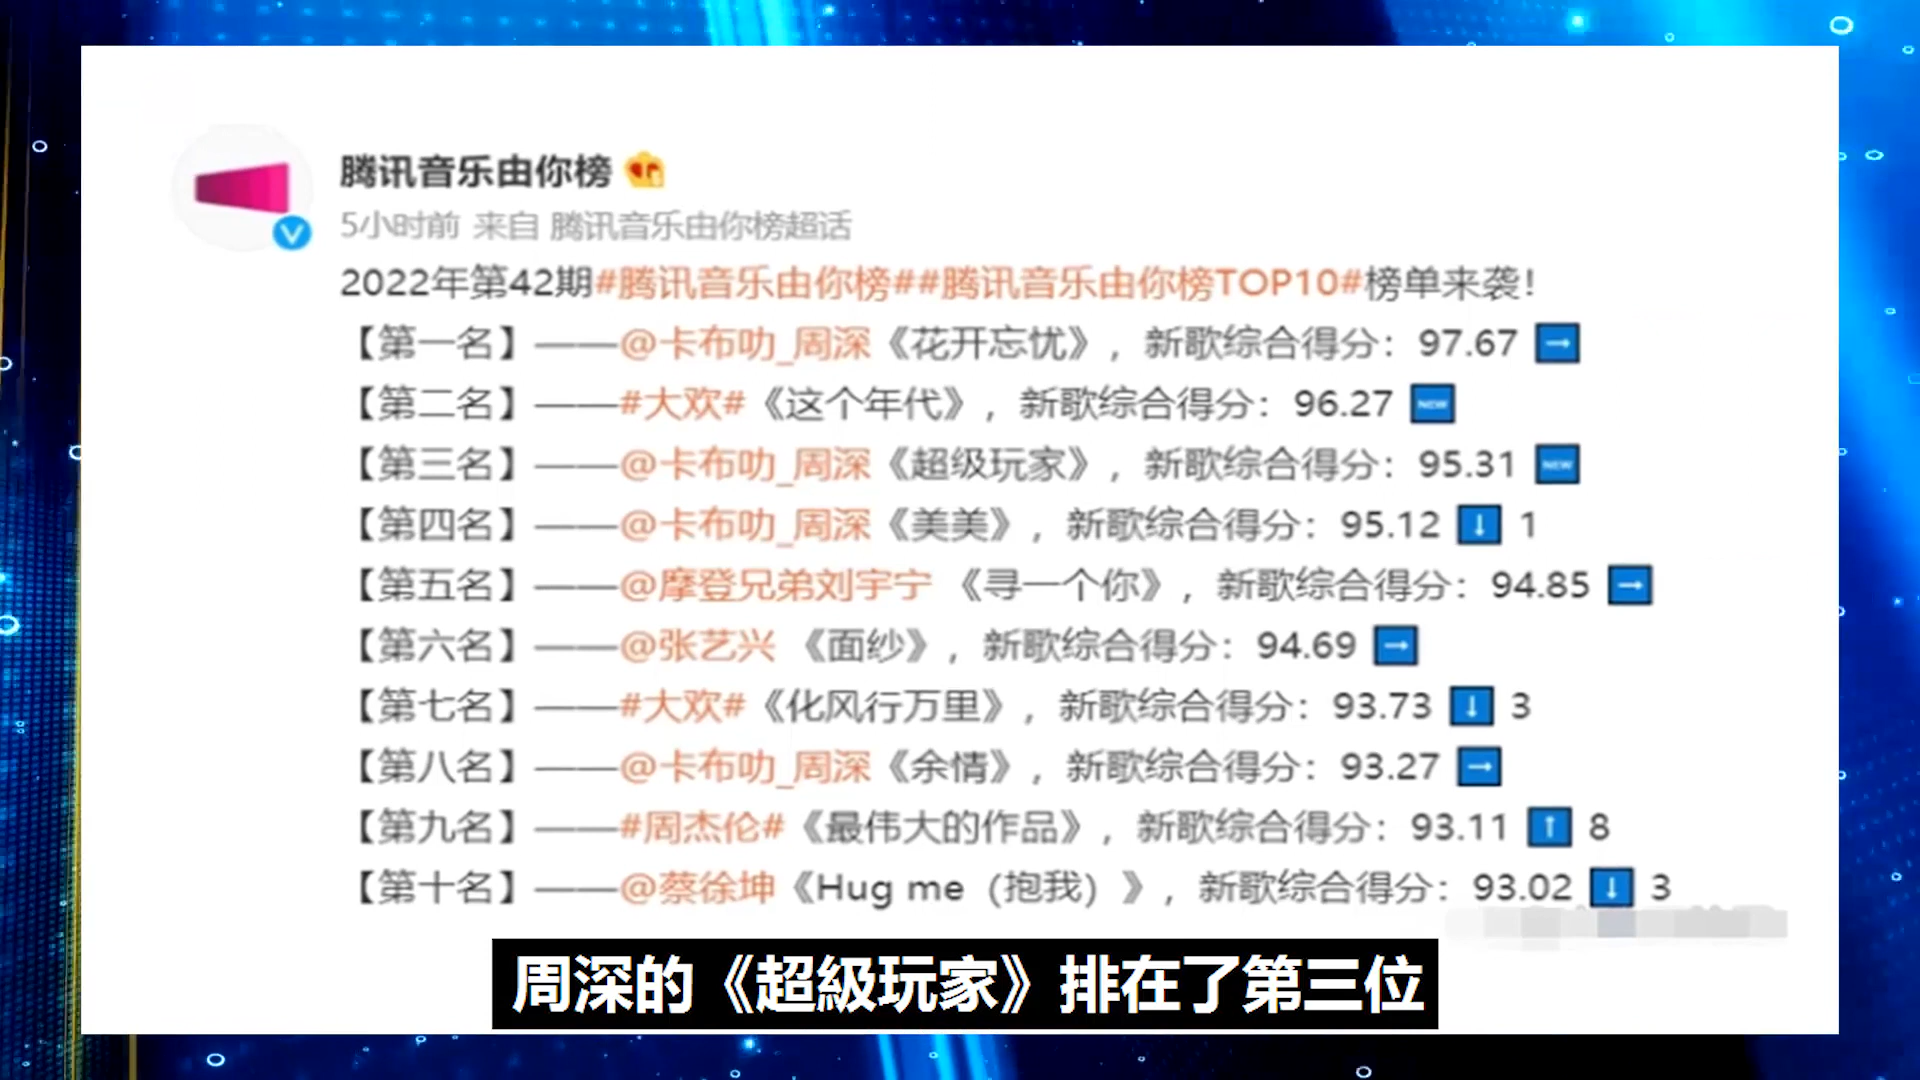 腾讯音乐由你榜
5小时前 来自 腾讯音乐由你榜超话
2022年第42期#腾讯音乐由你榜##腾讯音乐由你榜TOP10#榜单来袭!
【第一名】——@卡布叻_周深《花开忘忧》，新歌综合得分：97.67
【第二名】——#大欢#《这个年代》，新歌综合得分：96.27 NEW
【第三名】——@卡布叻_周深《超级玩家》，新歌综合得分：95.31 NEW
【第四名】——@卡布叻_周深《美美》，新歌综合得分：95.12 ↓ 1
【第五名】——@摩登兄弟刘宇宁 《寻一个你》，新歌综合得分：94.85 →
【第六名】——@张艺兴 《面纱》，新歌综合得分：94.69 →
【第七名】——#大欢#《化风行万里》，新歌综合得分：93.73 ↓ 3
【第八名】——@卡布叻_周深《余情》，新歌综合得分：93.27 →
【第九名】——#周杰伦#《最伟大的作品》，新歌综合得分：93.11 ↑ 8
【第十名】——@蔡徐坤《Hug me（抱我）》，新歌综合得分：93.02 ↓ 3
周深的《超級玩家》排在了第三位